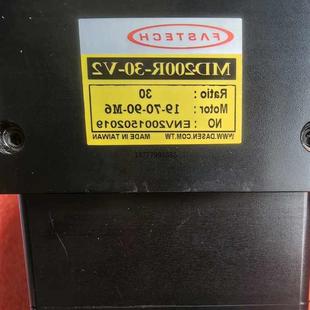 FASTECH
MD200R-30-V2
Ratio : 30
Motor : 19-70-90-M6
NO : ENV2001502019
WWW.DASEN.COM.TW
MADE IN TAIWAN